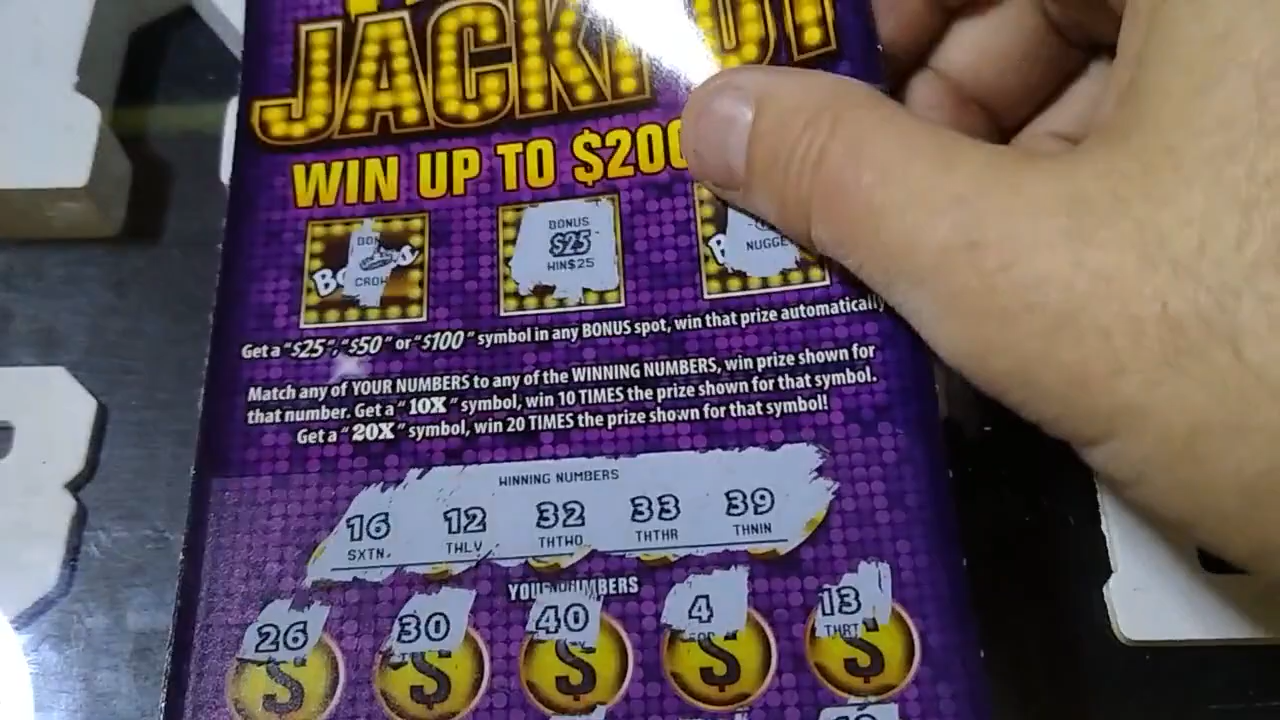 JACKPOT
WIN UP TO $200
BONUS
$25
WIN$25
CROW
Get a "$25", "$50" or "$100" symbol in any BONUS spot, win that prize automatically
Match any of YOUR NUMBERS to any of the WINNING NUMBERS, win prize shown for
that number. Get a "10X" symbol, win 10 TIMES the prize shown for that symbol.
Get a "20X" symbol, win 20 TIMES the prize shown for that symbol!
WINNING NUMBERS
16 12 32 33 39
SXTN. THLV THTWO THTHR THNIN
YOUR NUMBERS
26 30 40 4 13
THRT
$ $ $ $ $